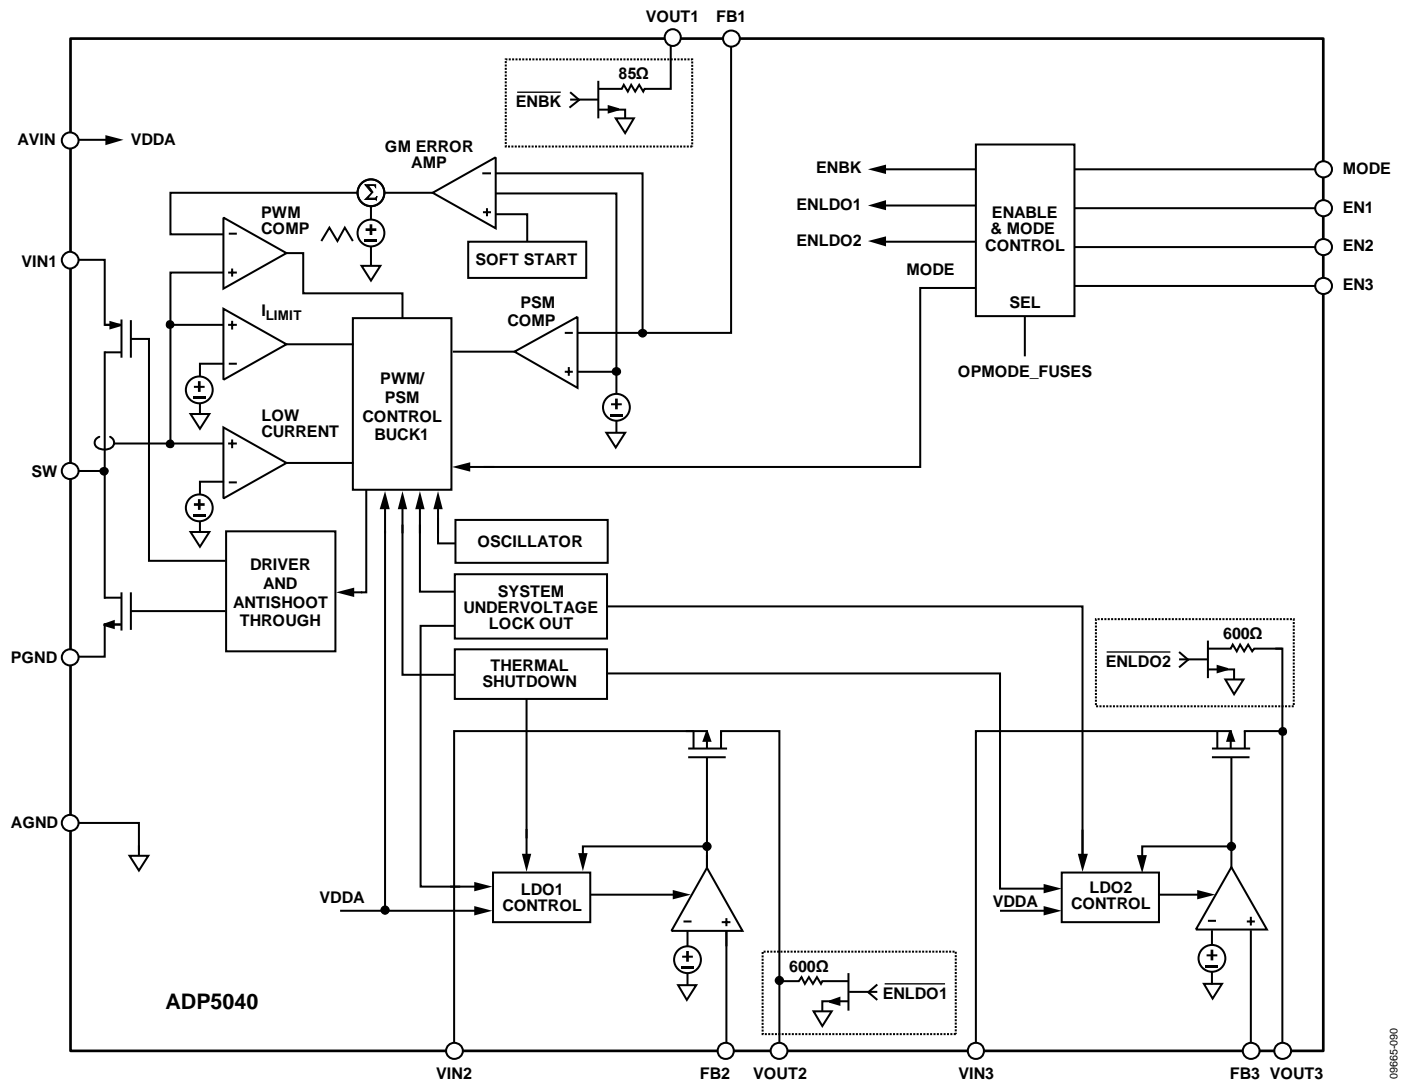 VOUT1 FB1
85Ω
ENBK
AVIN
VDDA
GM ERROR
AMP
−
+
Σ
PWM
COMP
−
+
+
−
SOFT START
VIN1
ILIMIT
+
−
+
−
PSM
COMP
−
+
+
−
PWM/
PSM
CONTROL
BUCK1
LOW
CURRENT
+
−
+
−
SW
ENBK
ENLDO1
ENLDO2
MODE
ENABLE
& MODE
CONTROL
SEL
OPMODE_FUSES
MODE
EN1
EN2
EN3
DRIVER
AND
ANTISHOOT
THROUGH
PGND
OSCILLATOR
SYSTEM
UNDERVOLTAGE
LOCK OUT
THERMAL
SHUTDOWN
600Ω
ENLDO2
AGND
VDDA
LDO1
CONTROL
− +
+
−
VDDA
LDO2
CONTROL
− +
+
−
600Ω
ENLDO1
ADP5040
VIN2
FB2
VOUT2
VIN3
FB3
VOUT3
09665-090